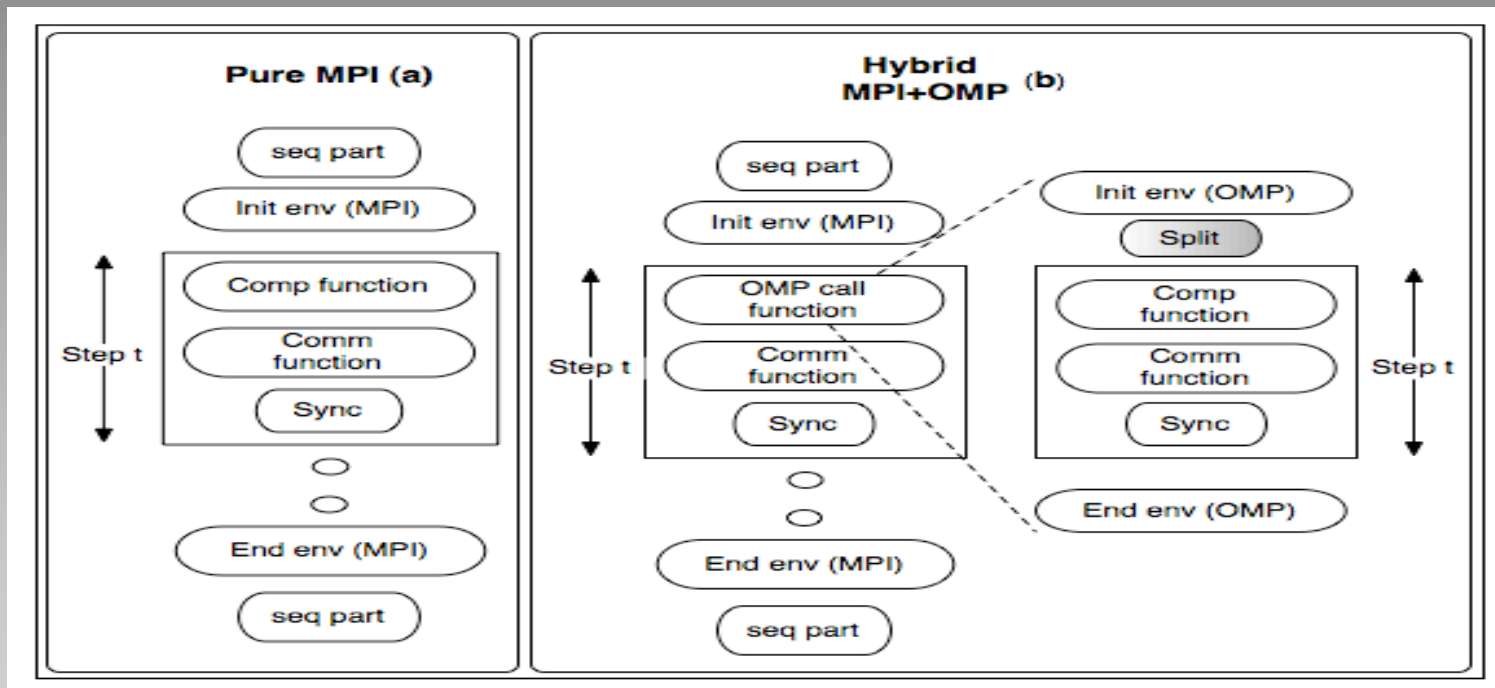 Pure MPI (a)
seq part
Init env (MPI)
Comp function
Comm
function
Sync
Step t
End env (MPI)
seq part
Hybrid
MPI+OMP (b)
seq part
Init env (MPI)
OMP call
function
Comm
function
Sync
Step t
End env (MPI)
seq part
Init env (OMP)
Split
Comp
function
Comm
function
Sync
Step t
End env (OMP)